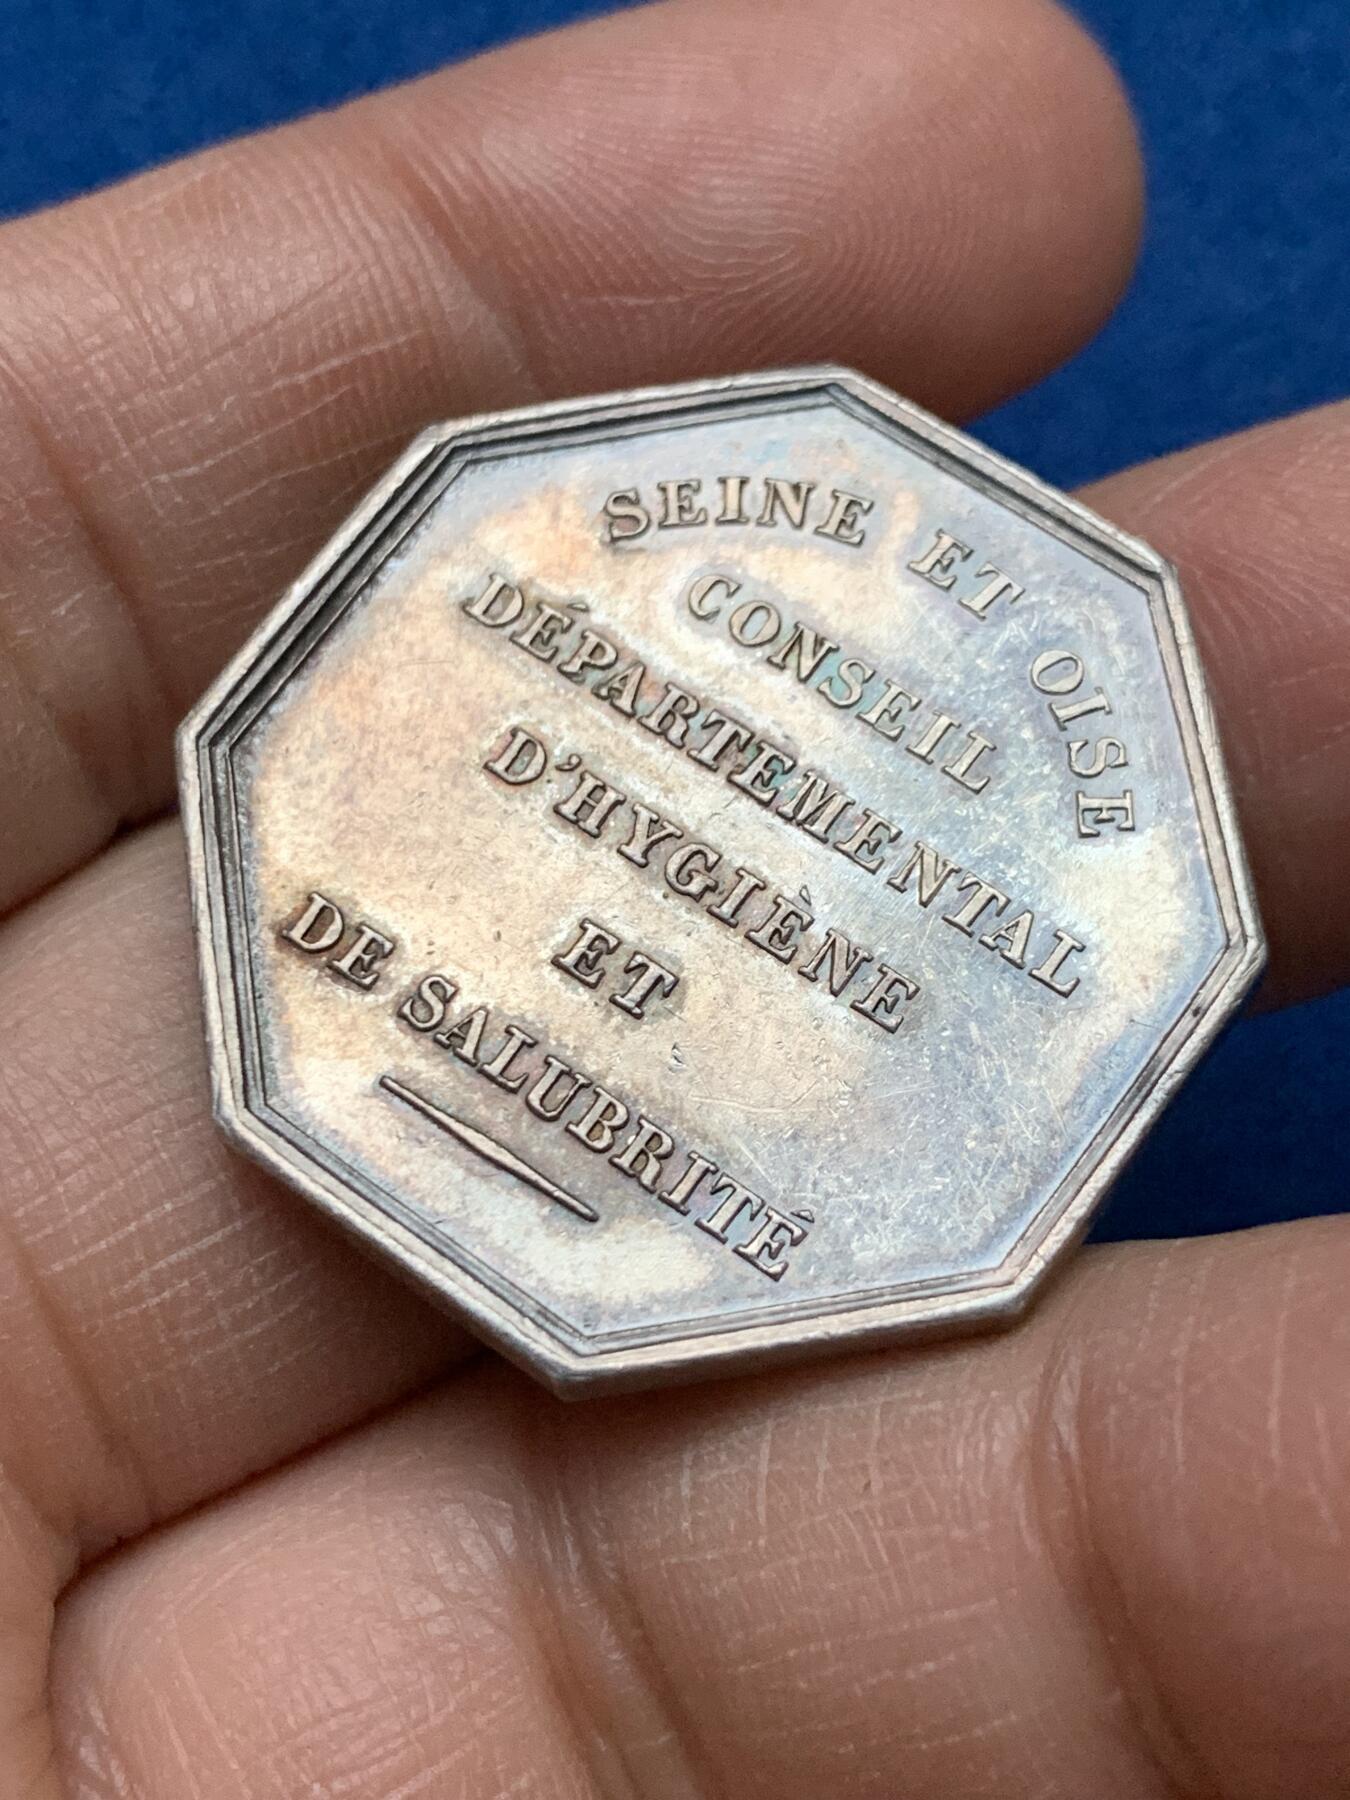 SEINE ET OISE
CONSEIL
DÉPARTEMENTAL
D'HYGIÈNE
ET
DE SALUBRITÉ